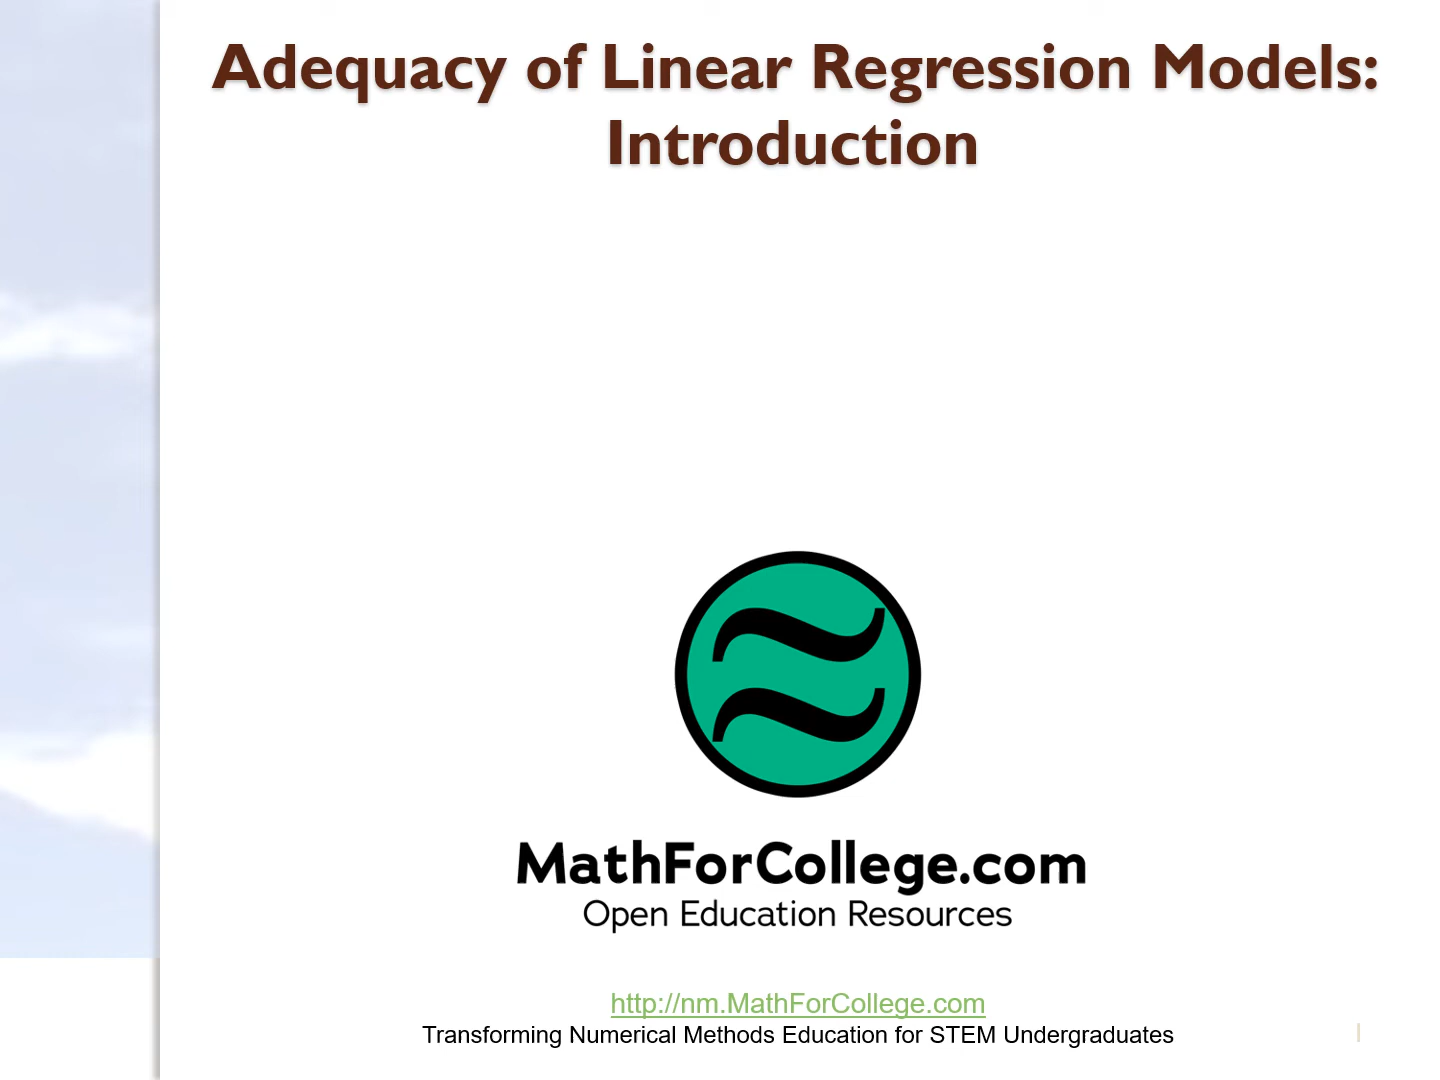 Adequacy of Linear Regression Models:
Introduction
MathForCollege.com
Open Education Resources
http://nm.MathForCollege.com
Transforming Numerical Methods Education for STEM Undergraduates
1